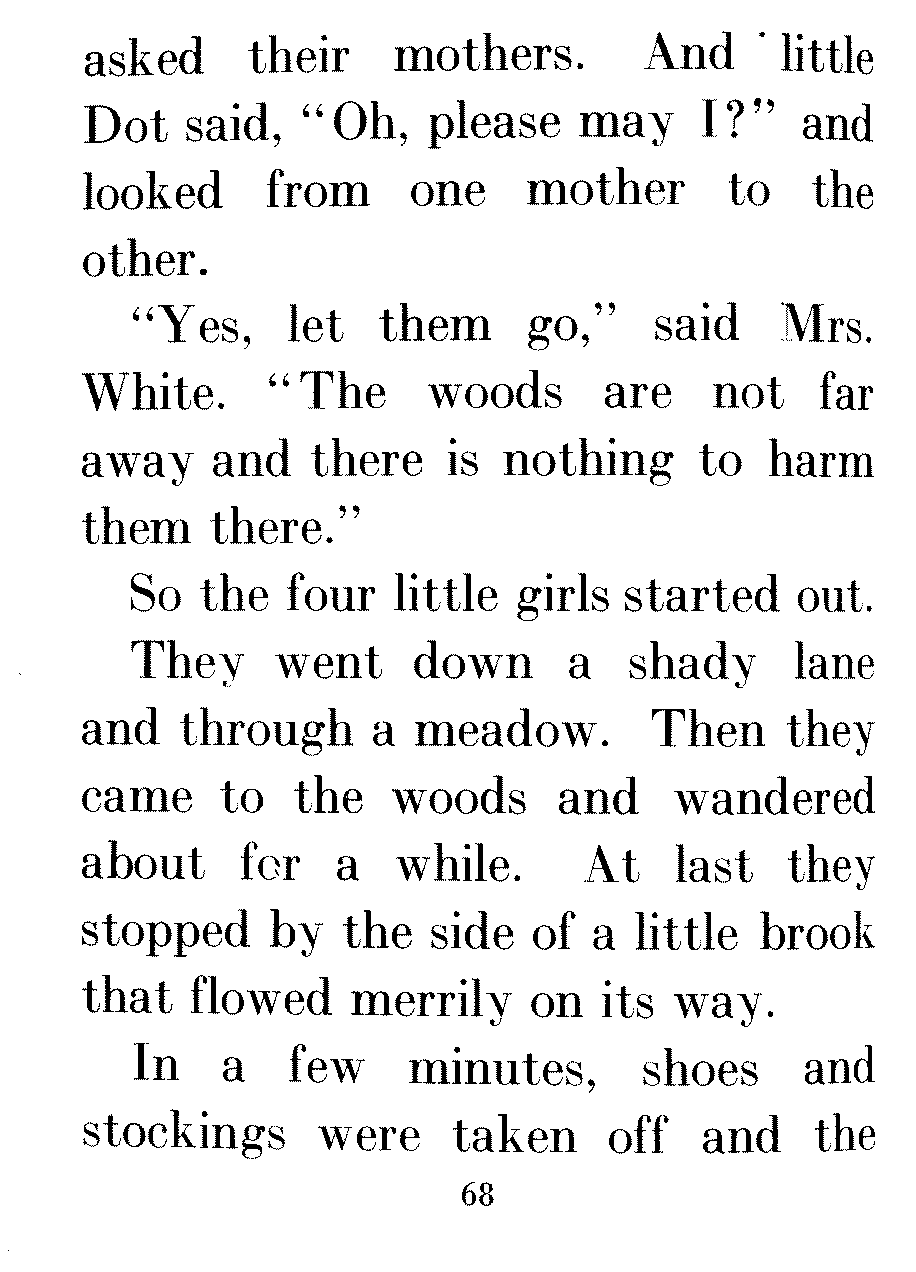 asked their mothers. And little
Dot said, “Oh, please may I?” and
looked from one mother to the
other.
“Yes, let them go,” said Mrs.
White. “The woods are not far
away and there is nothing to harm
them there.”
So the four little girls started out.
They went down a shady lane
and through a meadow. Then they
came to the woods and wandered
about for a while. At last they
stopped by the side of a little brook
that flowed merrily on its way.
In a few minutes, shoes and
stockings were taken off and the
68